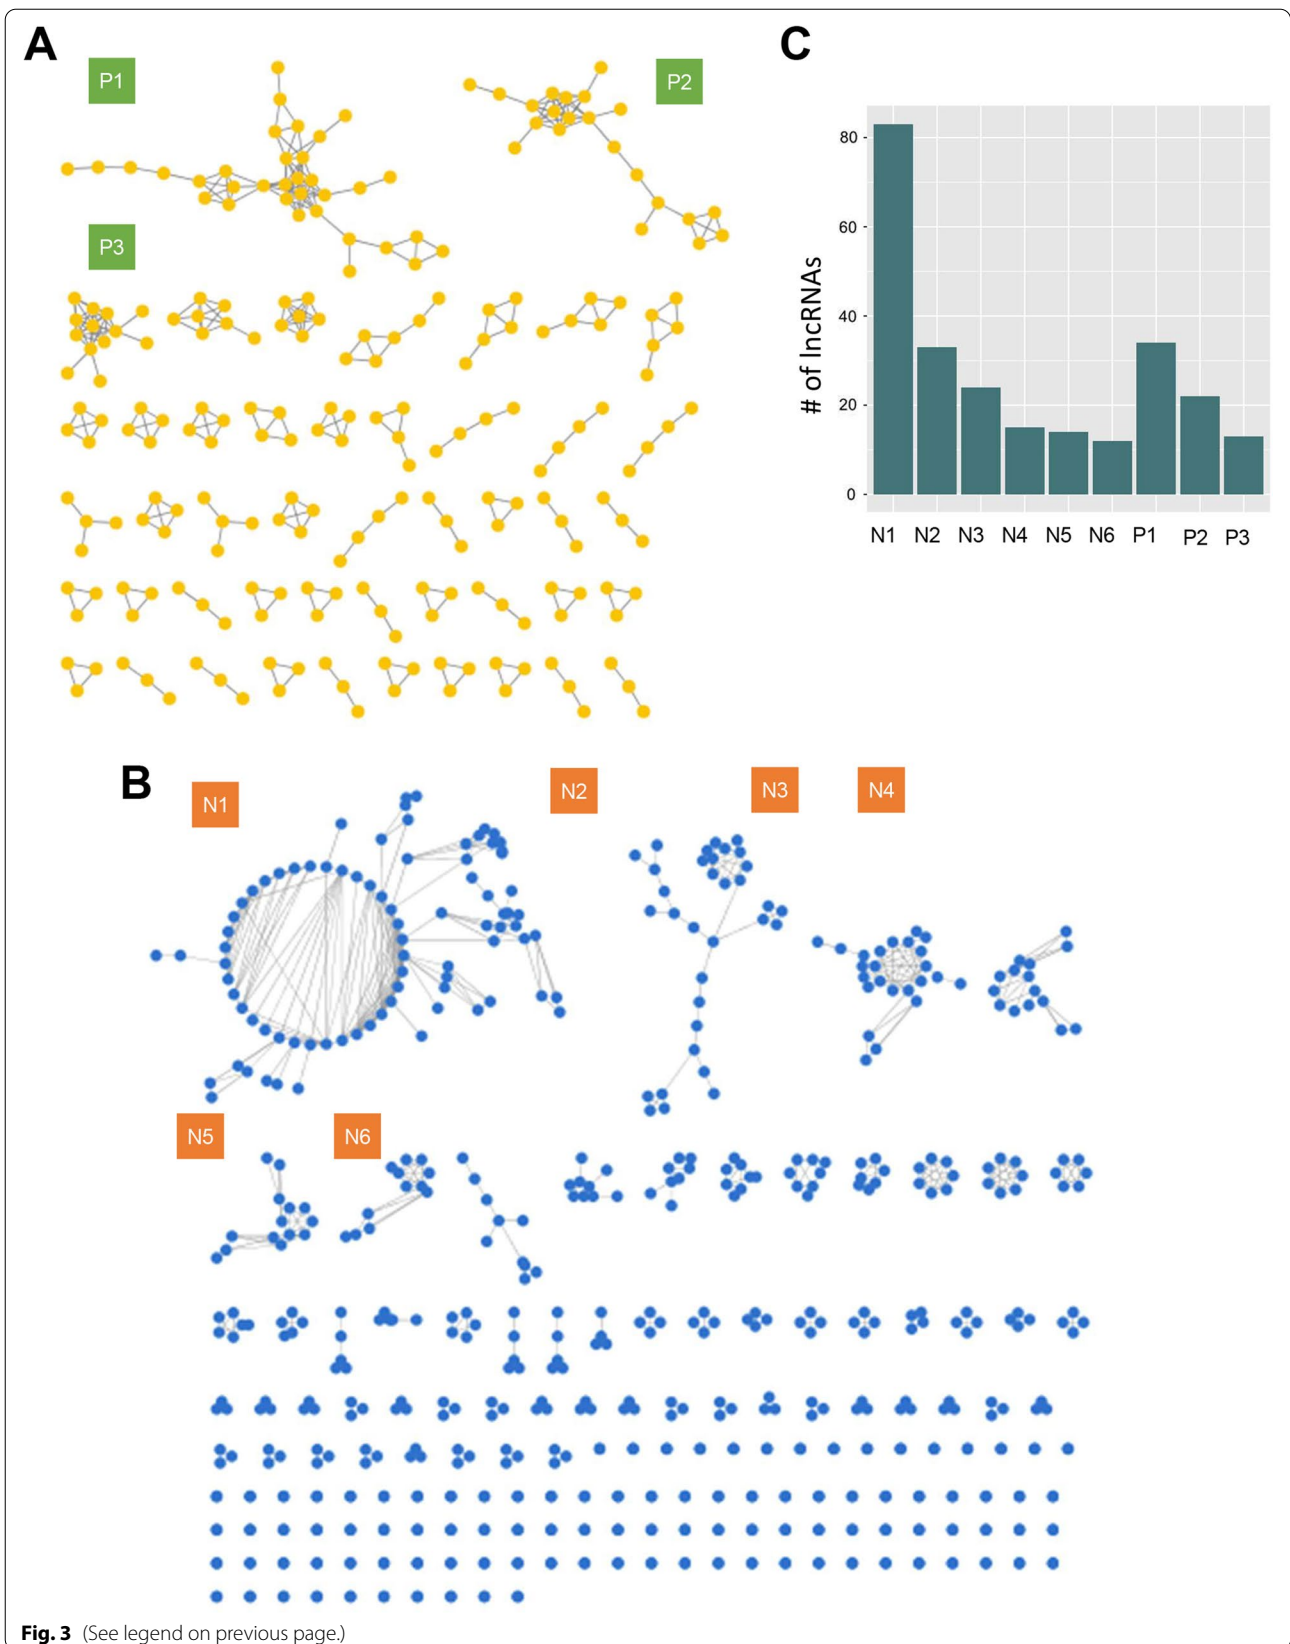 A
P1
P2
P3
C
# of lncRNAs
80
60
40
20
0
N1 N2 N3 N4 N5 N6 P1 P2 P3
B
N1
N2
N3
N4
N5
N6
Fig. 3 (See legend on previous page.)